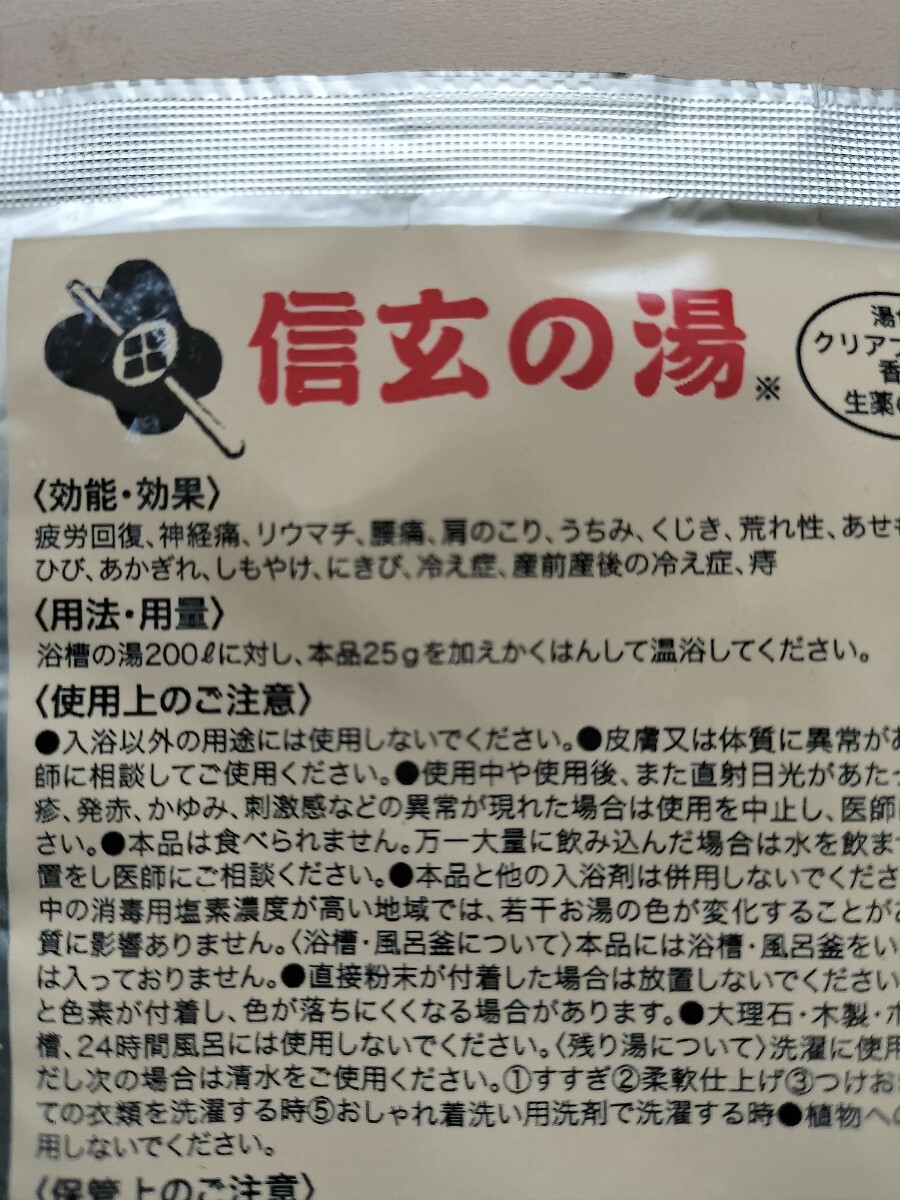 信玄の湯※
湯
クリア
香
生薬の
〈効能・効果〉
疲労回復、神経痛、リウマチ、腰痛、肩のこり、うちみ、くじき、荒れ性、あせも
ひび、あかぎれ、しもやけ、にきび、冷え症、産前産後の冷え症、痔
〈用法・用量〉
浴槽の湯200ℓに対し、本品25gを加えかくはんして温浴してください。
〈使用上のご注意〉
●入浴以外の用途には使用しないでください。●皮膚又は体質に異常があ
師に相談してご使用ください。●使用中や使用後、また直射日光があたっ
疹、発赤、かゆみ、刺激感などの異常が現れた場合は使用を中止し、医師に
さい。●本品は食べられません。万一大量に飲み込んだ場合は水を飲ませ
置をし医師にご相談ください。●本品と他の入浴剤は併用しないでくださ
中の消毒用塩素濃度が高い地域では、若干お湯の色が変化することがあ
質に影響ありません。〈浴槽・風呂釜について〉本品には浴槽・風呂釜をい
は入っておりません。●直接粉末が付着した場合は放置しないでください
と色素が付着し、色が落ちにくくなる場合があります。●大理石・木製・ホ
槽、24時間風呂には使用しないでください。〈残り湯について〉洗濯に使用
だし次の場合は清水をご使用ください。①すすぎ②柔軟仕上げ③つけお
ての衣類を洗濯する時⑤おしゃれ着洗い用洗剤で洗濯する時●植物への
用しないでください。
〈保管上のご注意〉